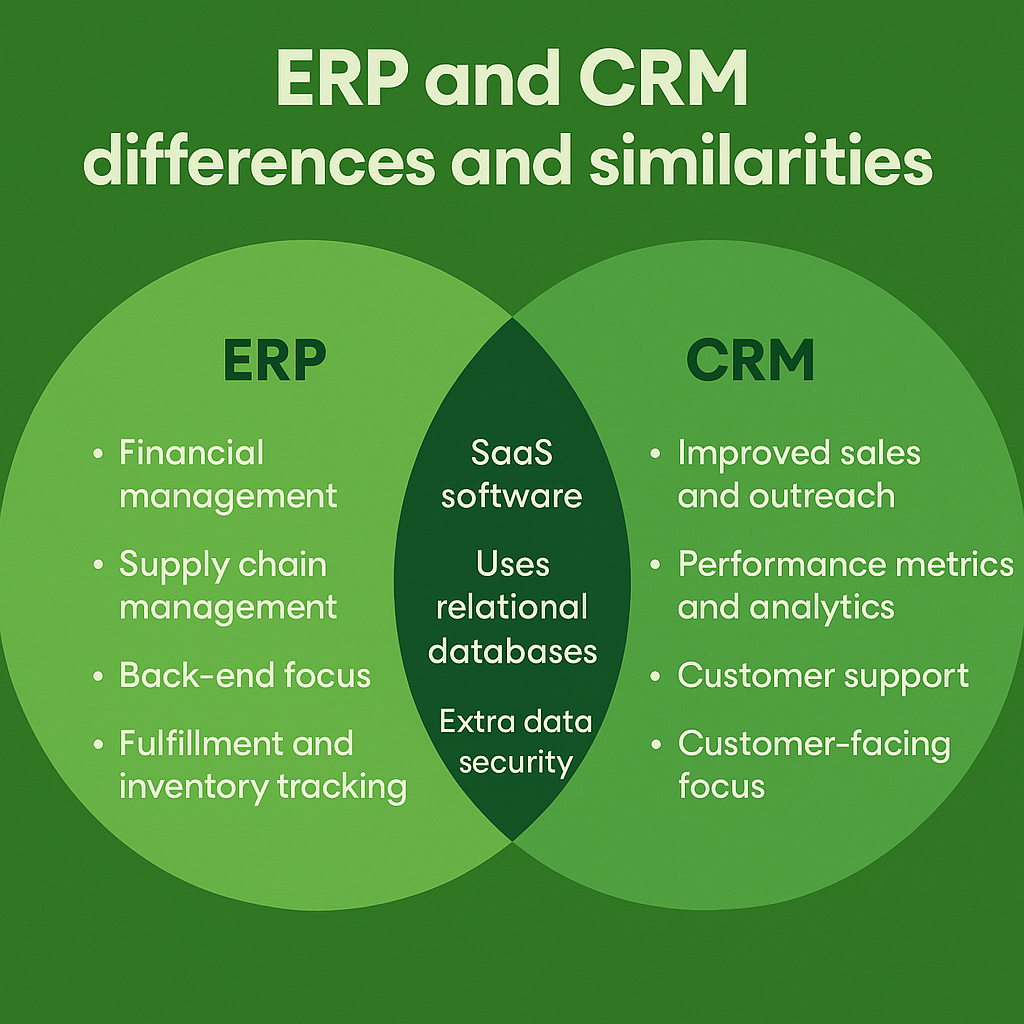 ERP and CRM
differences and similarities
ERP
• Financial
management
• Supply chain
management
• Back-end focus
• Fulfillment and
inventory tracking
SaaS
software
Uses
relational
databases
Extra data
security
CRM
• Improved sales
and outreach
• Performance metrics
and analytics
• Customer support
• Customer-facing
focus